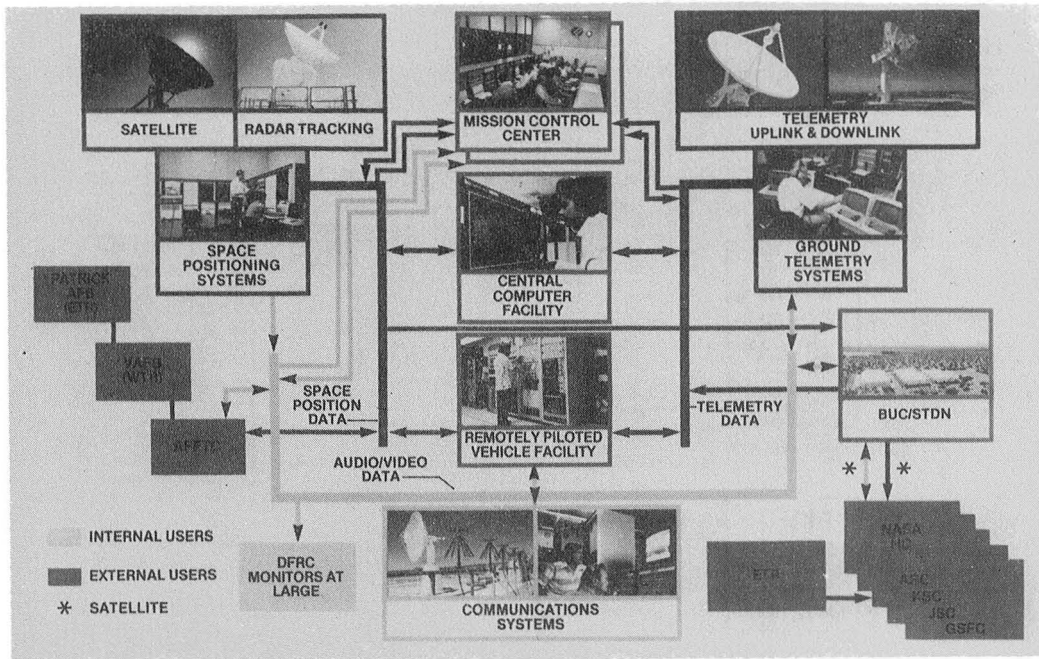 SATELLITE
RADAR TRACKING
MISSION CONTROL
CENTER
TELEMETRY
UPLINK & DOWNLINK
SPACE
POSITIONING
SYSTEMS
CENTRAL
COMPUTER
FACILITY
GROUND
TELEMETRY
SYSTEMS
PATRICK
AFB
(ETR)
VAFB
(WTR)
AFFTC
SPACE
POSITION
DATA
REMOTELY PILOTED
VEHICLE FACILITY
TELEMETRY
DATA
BUC/STDN
AUDIO/VIDEO
DATA
* *
INTERNAL USERS
EXTERNAL USERS
* SATELLITE
DFRC
MONITORS AT
LARGE
COMMUNICATIONS
SYSTEMS
NASA
HQ
ARC
KSC
JSC
GSFC